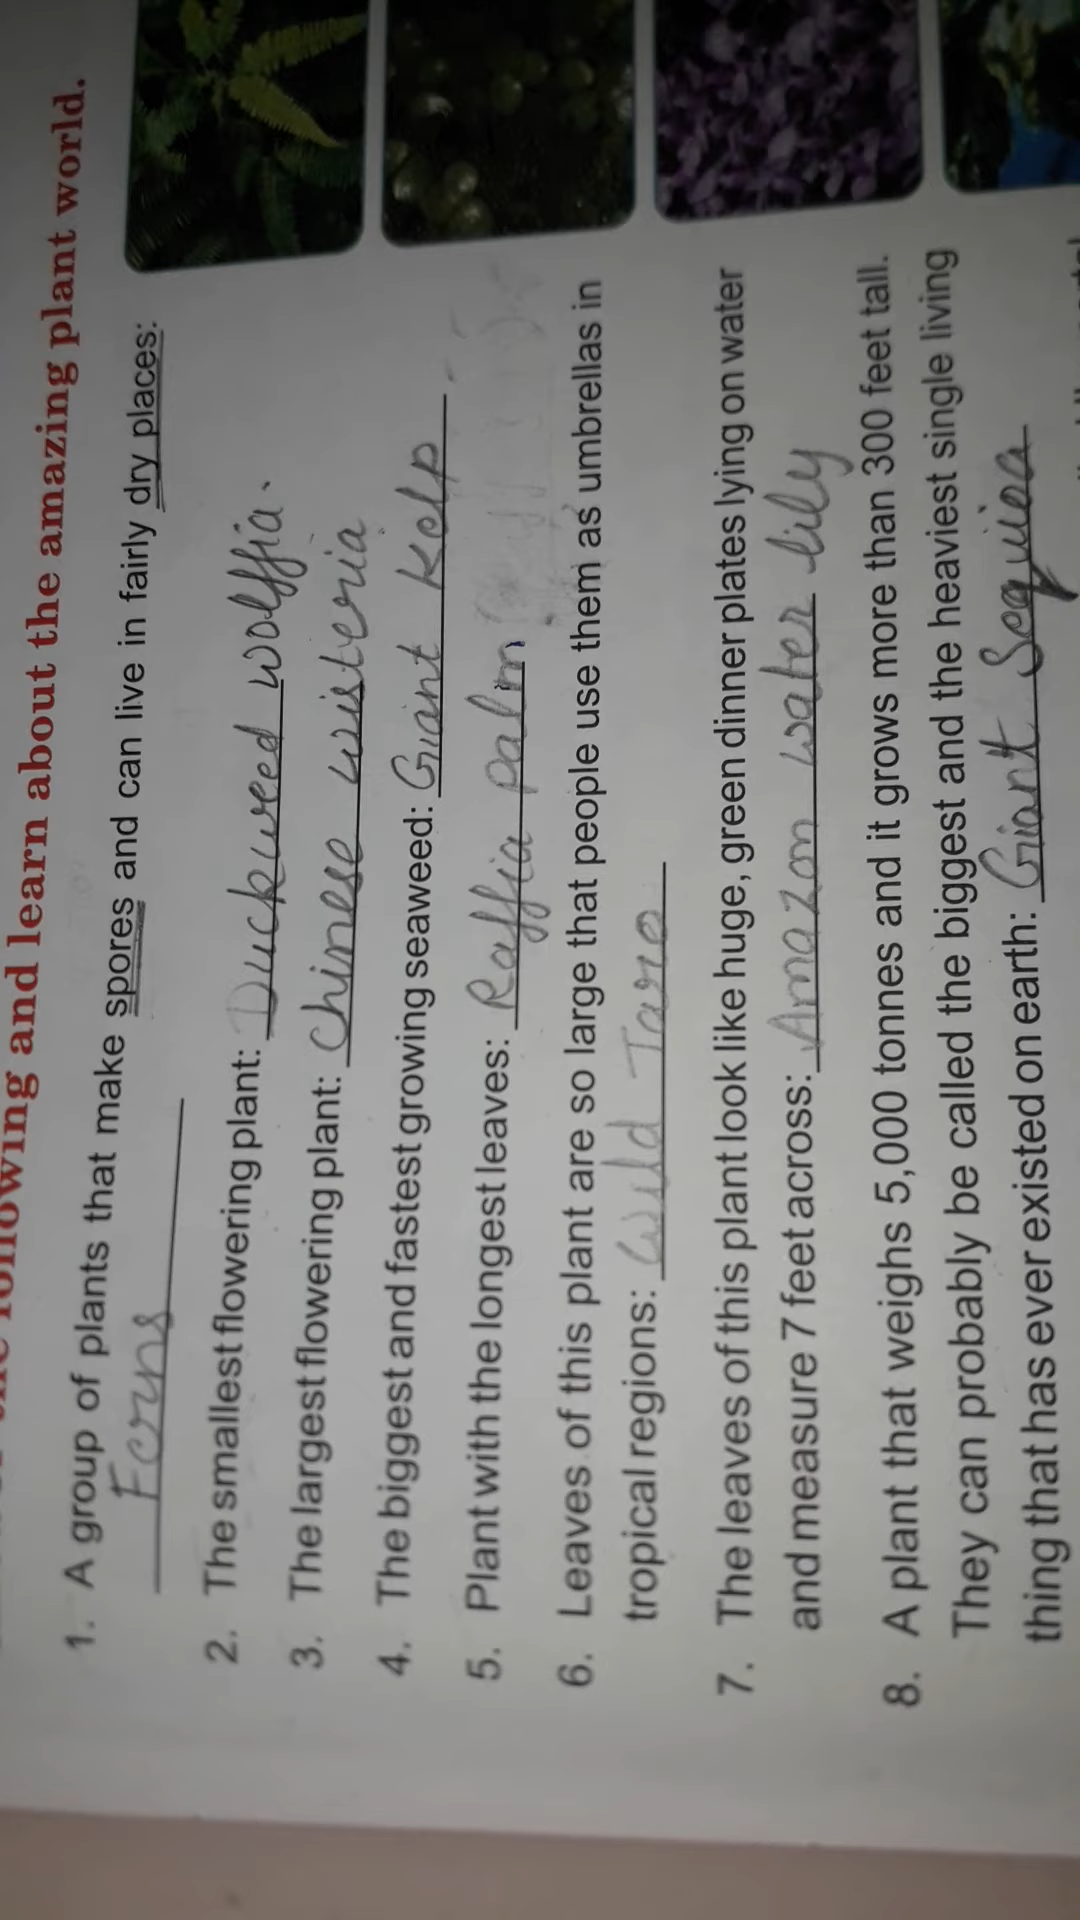 following and learn about the amazing plant world.
1. A group of plants that make spores and can live in fairly dry places:
Ferns
2. The smallest flowering plant: Duckweed wolffia.
3. The largest flowering plant: Chinese wisteria
4. The biggest and fastest growing seaweed: Giant Kelp
5. Plant with the longest leaves: Raffia palm
6. Leaves of this plant are so large that people use them as umbrellas in
tropical regions: Wild Taro
7. The leaves of this plant look like huge, green dinner plates lying on water
and measure 7 feet across: Amazon water lily
8. A plant that weighs 5,000 tonnes and it grows more than 300 feet tall.
They can probably be called the biggest and the heaviest single living
thing that has ever existed on earth: Giant Sequiea